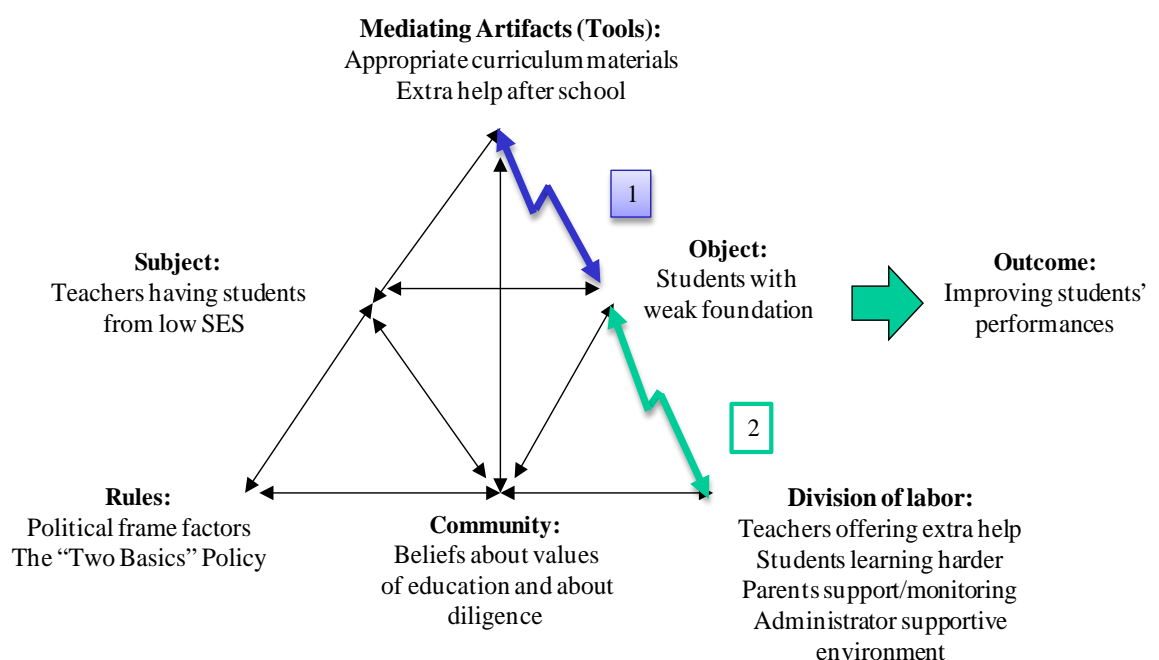 Mediating Artifacts (Tools):
Appropriate curriculum materials
Extra help after school
1
Subject:
Teachers having students
from low SES
Object:
Students with
weak foundation
Outcome:
Improving students’
performances
2
Rules:
Political frame factors
The “Two Basics” Policy
Community:
Beliefs about values
of education and about
diligence
Division of labor:
Teachers offering extra help
Students learning harder
Parents support/monitoring
Administrator supportive
environment